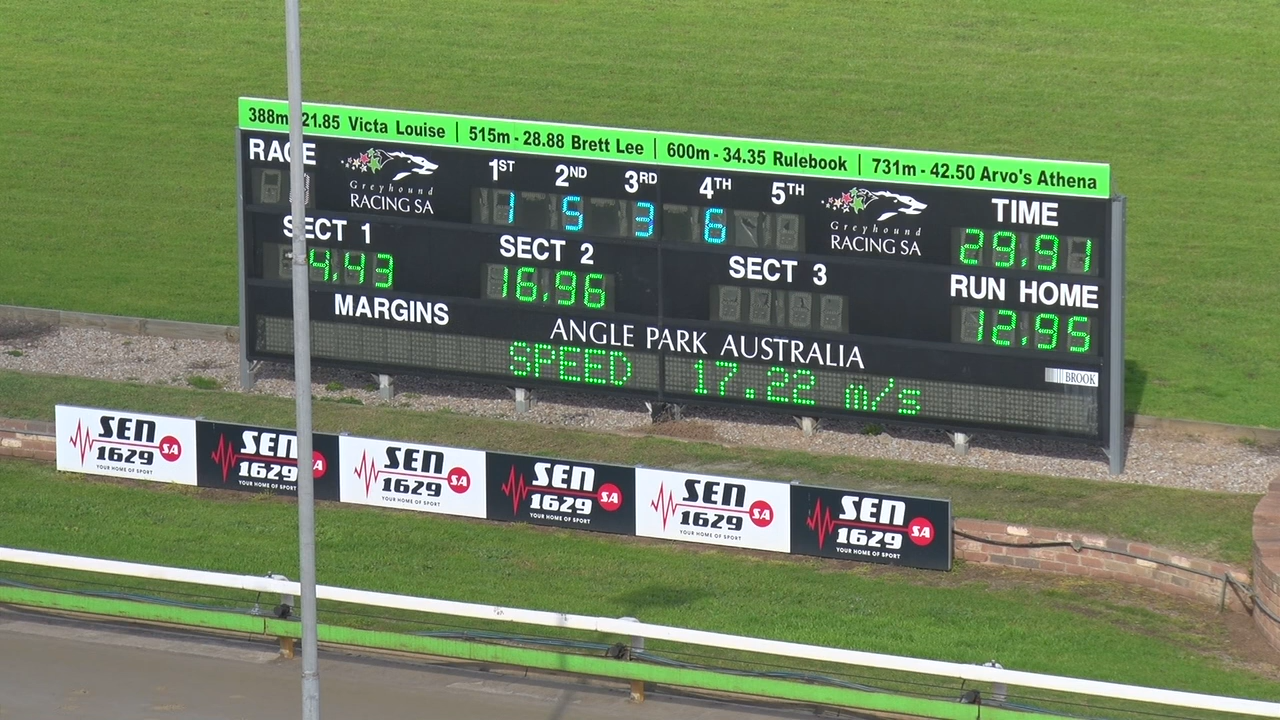 388m 21.85 Victa Louise | 515m - 28.88 Brett Lee | 600m - 34.35 Rulebook | 731m - 42.50 Arvo's Athena
RACE
Greyhound
RACING SA
1ST 2ND 3RD 4TH 5TH
1 5 3 6
Greyhound
RACING SA
TIME
29.91
SECT 1
4.43
SECT 2
16.96
SECT 3
RUN HOME
12.95
MARGINS
ANGLE PARK AUSTRALIA
SPEED 17.22 m/s
BROOK
SEN
1629 SA
YOUR HOME OF SPORT
SEN
1629 SA
YOUR HOME OF SPORT
SEN
1629 SA
YOUR HOME OF SPORT
SEN
1629 SA
YOUR HOME OF SPORT
SEN
1629 SA
YOUR HOME OF SPORT
SEN
1629 SA
YOUR HOME OF SPORT